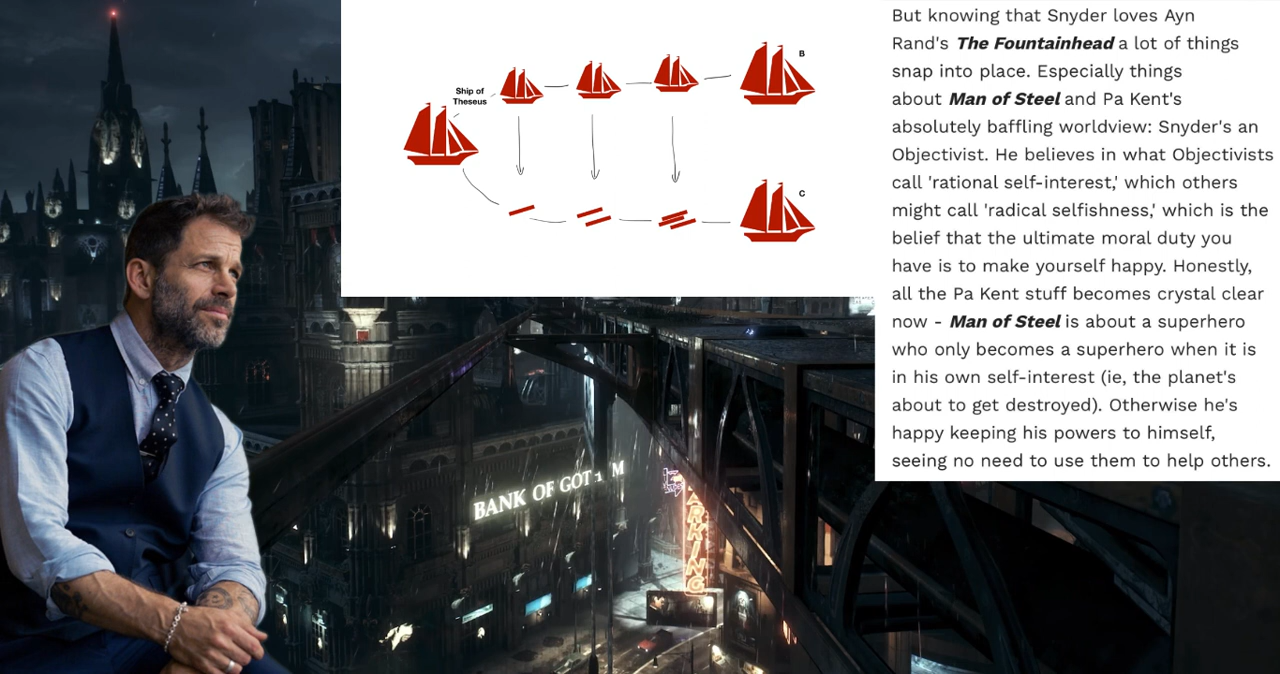 Ship of
Theseus
B
C
But knowing that Snyder loves Ayn
Rand's The Fountainhead a lot of things
snap into place. Especially things
about Man of Steel and Pa Kent's
absolutely baffling worldview: Snyder's an
Objectivist. He believes in what Objectivists
call 'rational self-interest,' which others
might call 'radical selfishness,' which is the
belief that the ultimate moral duty you
have is to make yourself happy. Honestly,
all the Pa Kent stuff becomes crystal clear
now - Man of Steel is about a superhero
who only becomes a superhero when it is
in his own self-interest (ie, the planet's
about to get destroyed). Otherwise he's
happy keeping his powers to himself,
seeing no need to use them to help others.
BANK OF
ARKING